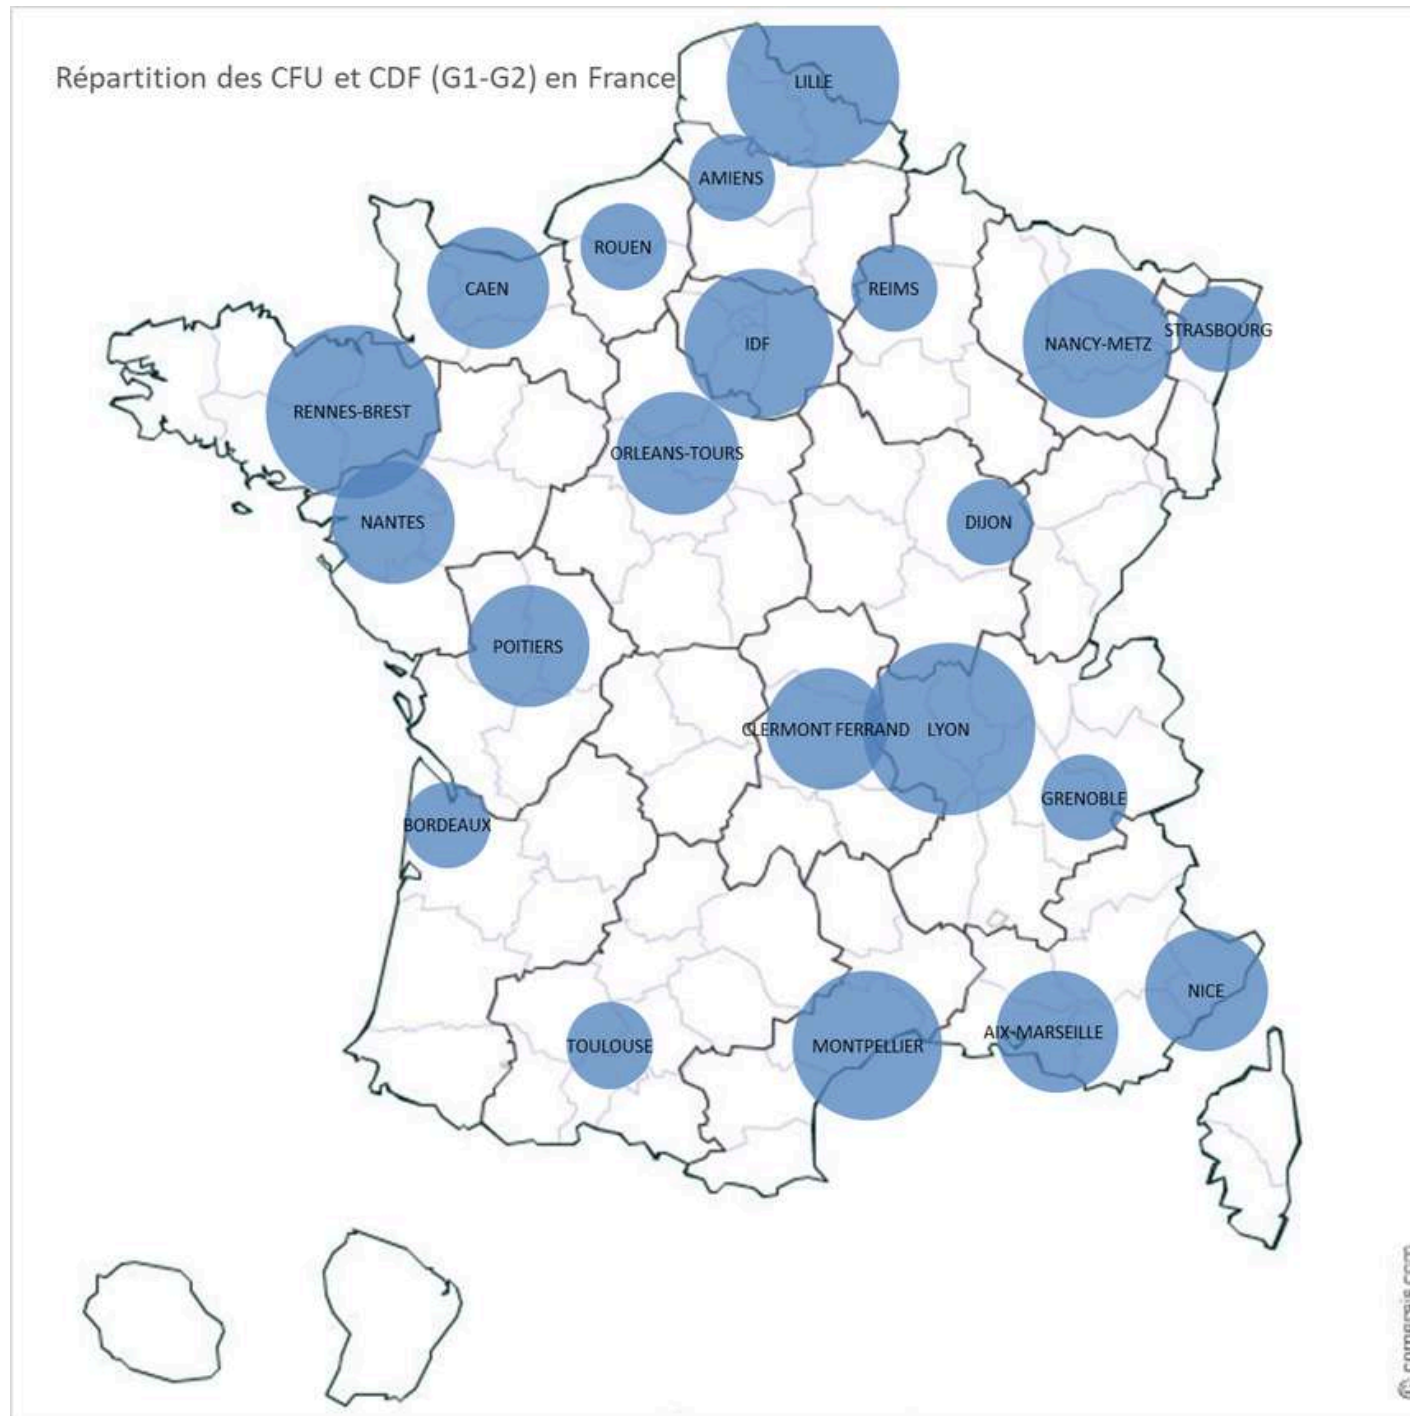 Répartition des CFU et CDF (G1-G2) en France
LILLE
AMIENS
ROUEN
CAEN
REIMS
STRASBOURG
IDF
NANCY-METZ
RENNES-BREST
ORLEANS-TOURS
NANTES
DIJON
POITIERS
CLERMONT FERRAND
LYON
GRENOBLE
BORDEAUX
NICE
AIX-MARSEILLE
TOULOUSE
MONTPELLIER